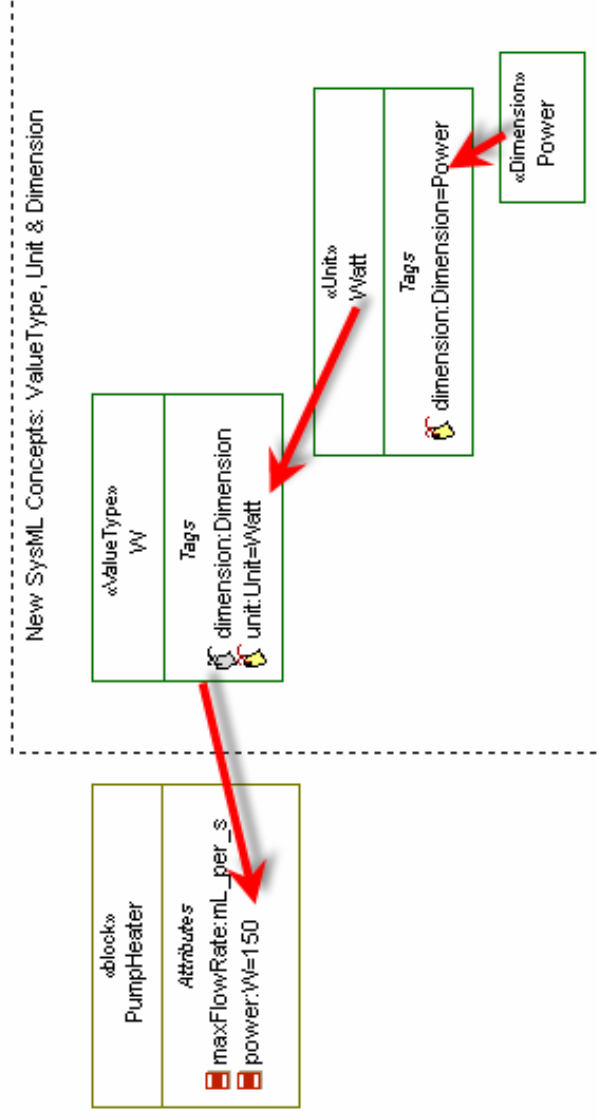 New SysML Concepts: ValueType, Unit & Dimension
«block»
PumpHeater
Attributes
maxFlowRate:mL_per_s
power:W=150
«ValueType»
W
Tags
dimension:Dimension
unit:Unit=Watt
«Unit»
Watt
Tags
dimension:Dimension=Power
«Dimension»
Power